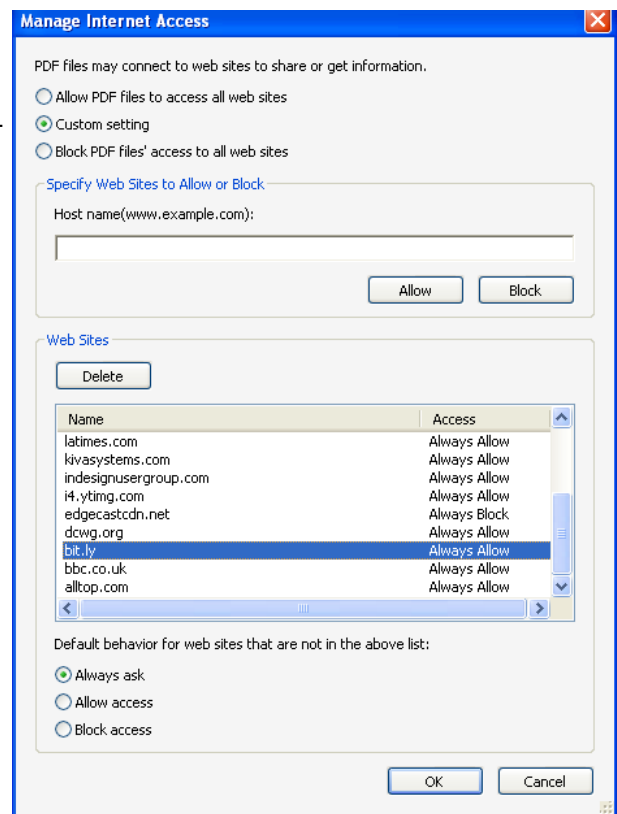 Manage Internet Access
PDF files may connect to web sites to share or get information.
Allow PDF files to access all web sites
Custom setting
Block PDF files' access to all web sites
Specify Web Sites to Allow or Block
Host name(www.example.com):
Allow Block
Web Sites
Delete
Name Access
latimes.com Always Allow
kivasystems.com Always Allow
indesignusergroup.com Always Allow
i4.ytimg.com Always Allow
edgecastcdn.net Always Block
dcwg.org Always Allow
bit.ly Always Allow
bbc.co.uk Always Allow
alltop.com Always Allow
Default behavior for web sites that are not in the above list:
Always ask
Allow access
Block access
OK Cancel